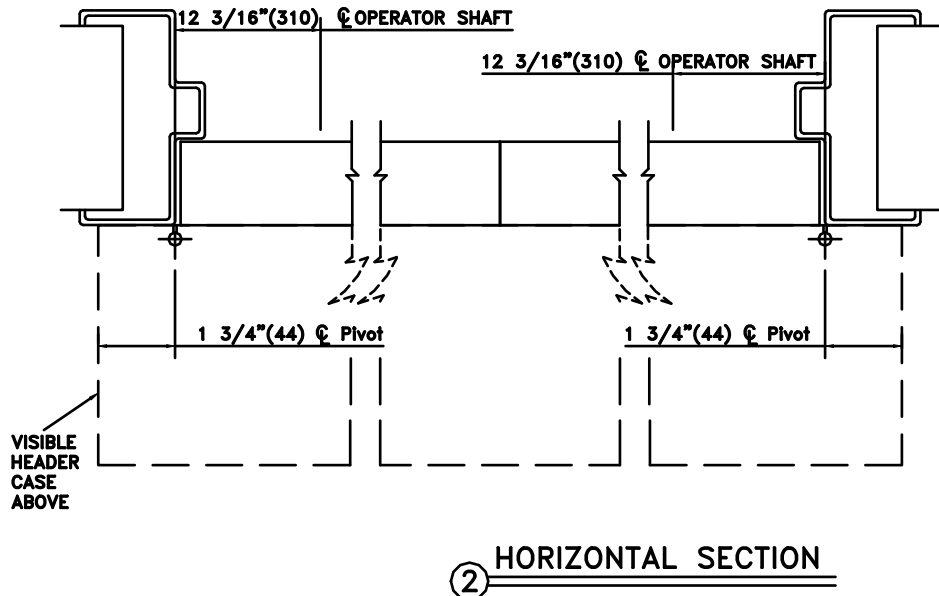 12 3/16"(310) ℄ OPERATOR SHAFT
12 3/16"(310) ℄ OPERATOR SHAFT
1 3/4"(44) ℄ Pivot
1 3/4"(44) ℄ Pivot
VISIBLE
HEADER
CASE
ABOVE
HORIZONTAL SECTION
2